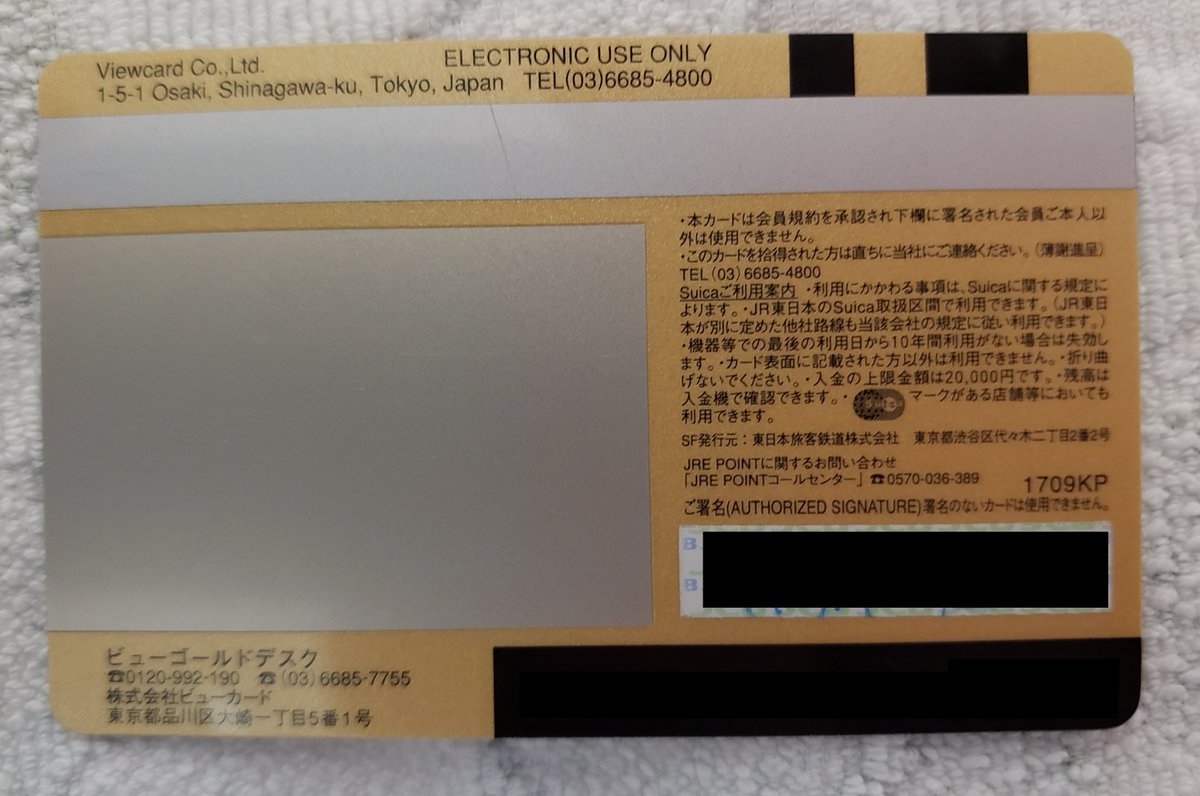 Viewcard Co.,Ltd.
ELECTRONIC USE ONLY
1-5-1 Osaki, Shinagawa-ku, Tokyo, Japan TEL(03)6685-4800
・本カードは会員規約を承認され下欄に署名された会員ご本人以
外は使用できません。
・このカードを拾得された方は直ちに当社にご連絡ください。(薄謝進呈)
TEL(03)6685-4800
Suicaご利用案内 ・利用にかかわる事項は、Suicaに関する規定に
よります。・JR東日本のSuica取扱区間で利用できます。(JR東日
本が別に定めた他社路線も当該会社の規定に従い利用できます。)
・機器等での最後の利用日から10年間利用がない場合は失効し
ます。・カード表面に記載された方以外は利用できません。・折り曲
げないでください。・入金の上限金額は20,000円です。・残高は
入金機で確認できます。・ Suica マークがある店舗等においても
利用できます。
SF発行元:東日本旅客鉄道株式会社 東京都渋谷区代々木二丁目2番2号
JRE POINTに関するお問い合わせ
「JRE POINTコールセンター」☎0570-036-389
1709KP
ご署名(AUTHORIZED SIGNATURE)署名のないカードは使用できません。
B.
B.
ビューゴールドデスク
☎0120-992-190 ☎(03)6685-7755
株式会社ビューカード
東京都品川区大崎一丁目5番1号